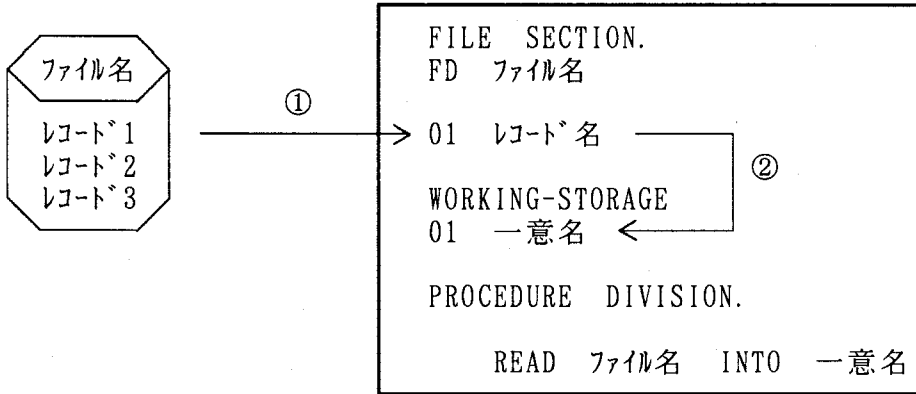 ファイル名
レコード1
レコード2
レコード3
①
FILE SECTION.
FD ファイル名
01 レコード名
②
WORKING-STORAGE
01 一意名
PROCEDURE DIVISION.
READ ファイル名 INTO 一意名